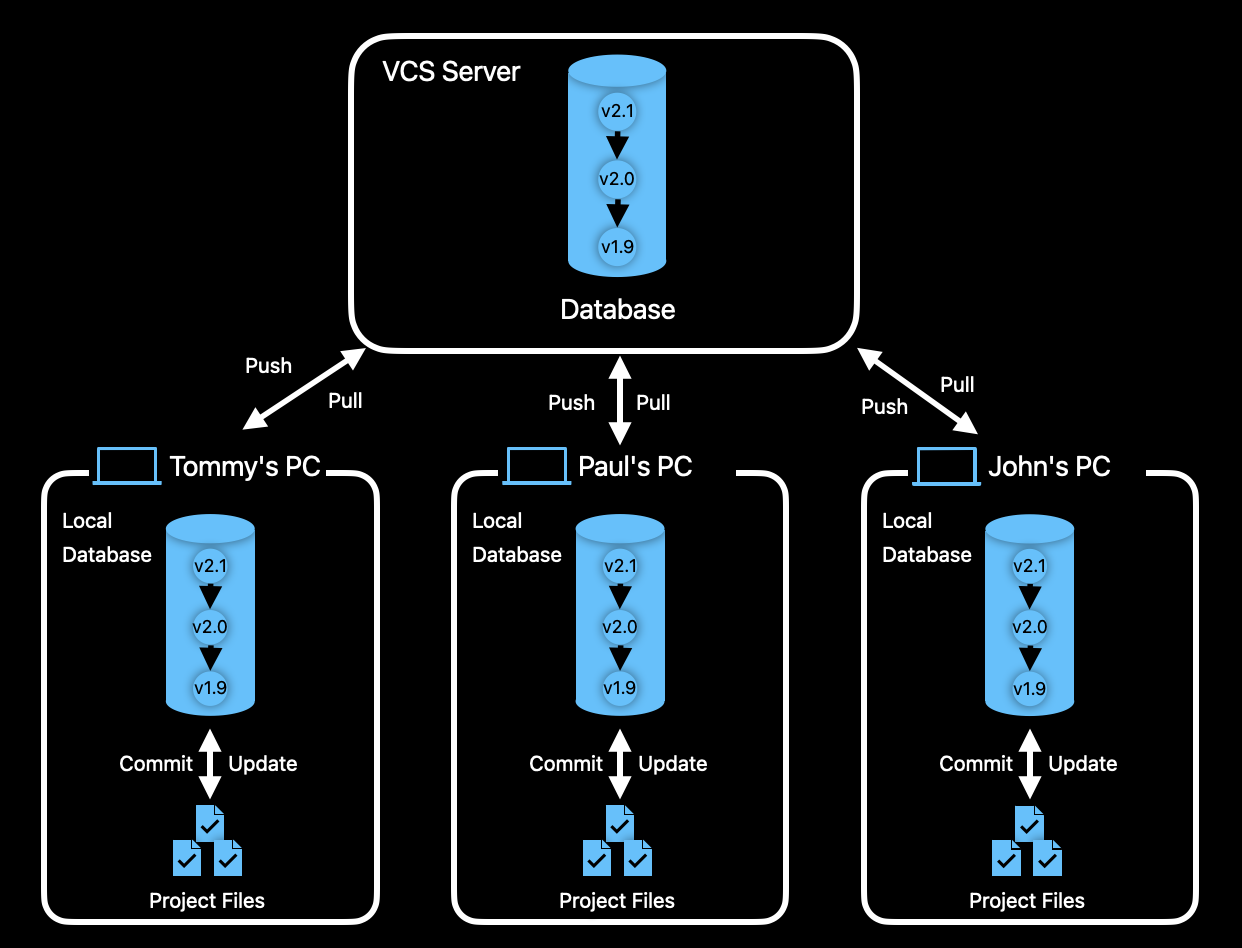 VCS Server
v2.1
v2.0
v1.9
Database
Push
Pull
Push
Pull
Pull
Push
Tommy's PC
Local
Database
v2.1
v2.0
v1.9
Commit
Update
Project Files
Paul's PC
Local
Database
v2.1
v2.0
v1.9
Commit
Update
Project Files
John's PC
Local
Database
v2.1
v2.0
v1.9
Commit
Update
Project Files